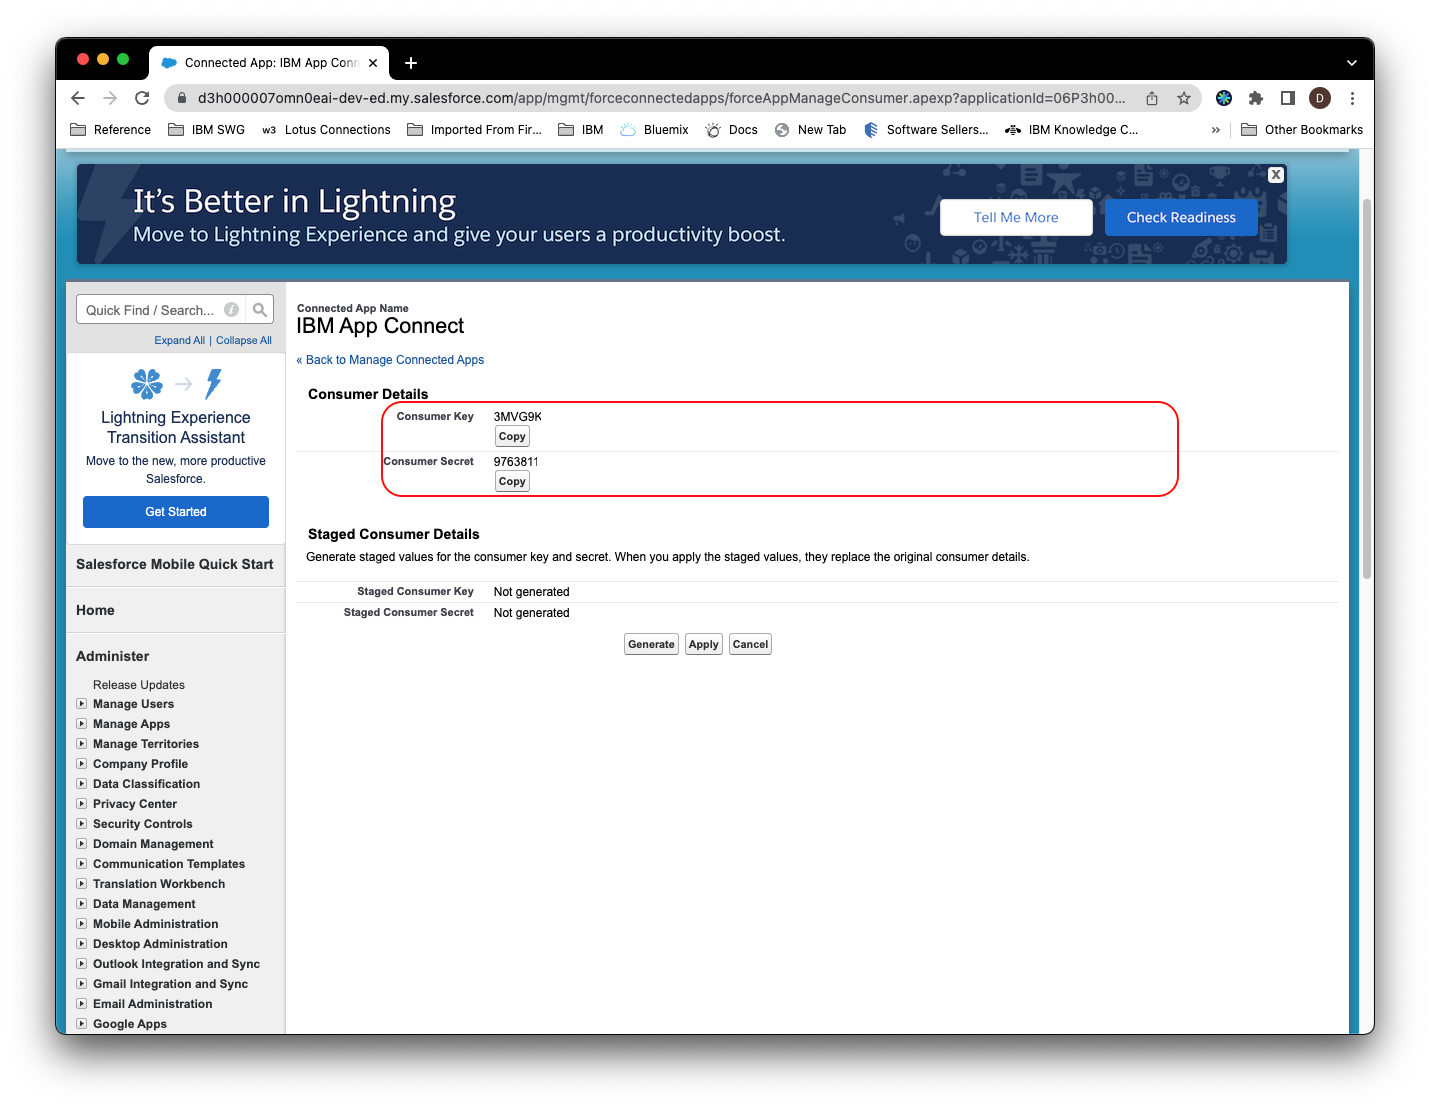 Connected App: IBM App Conn
d3h000007omn0eai-dev-ed.my.salesforce.com/app/mgmt/forceconnectedapps/forceAppManageConsumer.apexp?applicationId=06P3h00...
D
Reference IBM SWG w3 Lotus Connections Imported From Fir... IBM Bluemix Docs New Tab Software Sellers... IBM Knowledge C... » Other Bookmarks
It's Better in Lightning
Move to Lightning Experience and give your users a productivity boost.
Tell Me More
Check Readiness
X
Quick Find / Search... i
Expand All | Collapse All
Lightning Experience
Transition Assistant
Move to the new, more productive
Salesforce.
Get Started
Salesforce Mobile Quick Start
Home
Administer
Release Updates
Manage Users
Manage Apps
Manage Territories
Company Profile
Data Classification
Privacy Center
Security Controls
Domain Management
Communication Templates
Translation Workbench
Data Management
Mobile Administration
Desktop Administration
Outlook Integration and Sync
Gmail Integration and Sync
Email Administration
Google Apps
Connected App Name
IBM App Connect
« Back to Manage Connected Apps
Consumer Details
Consumer Key 3MVG9K
Copy
Consumer Secret 9763811
Copy
Staged Consumer Details
Generate staged values for the consumer key and secret. When you apply the staged values, they replace the original consumer details.
Staged Consumer Key Not generated
Staged Consumer Secret Not generated
Generate Apply Cancel